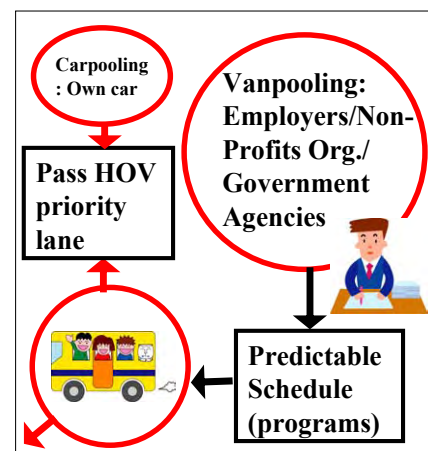 Carpooling
: Own car
Vanpooling:
Employers/Non-
Profits Org./
Government
Agencies
Pass HOV
priority
lane
Predictable
Schedule
(programs)